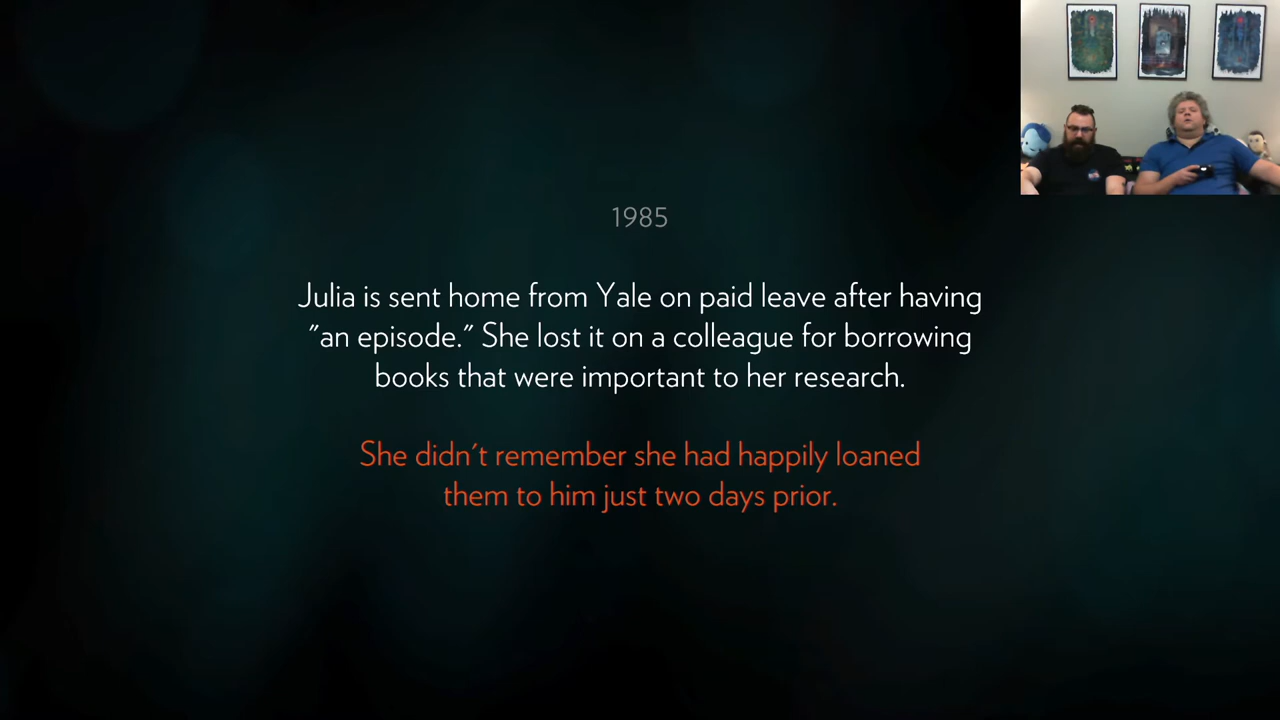 1985
Julia is sent home from Yale on paid leave after having
"an episode." She lost it on a colleague for borrowing
books that were important to her research.
She didn't remember she had happily loaned
them to him just two days prior.